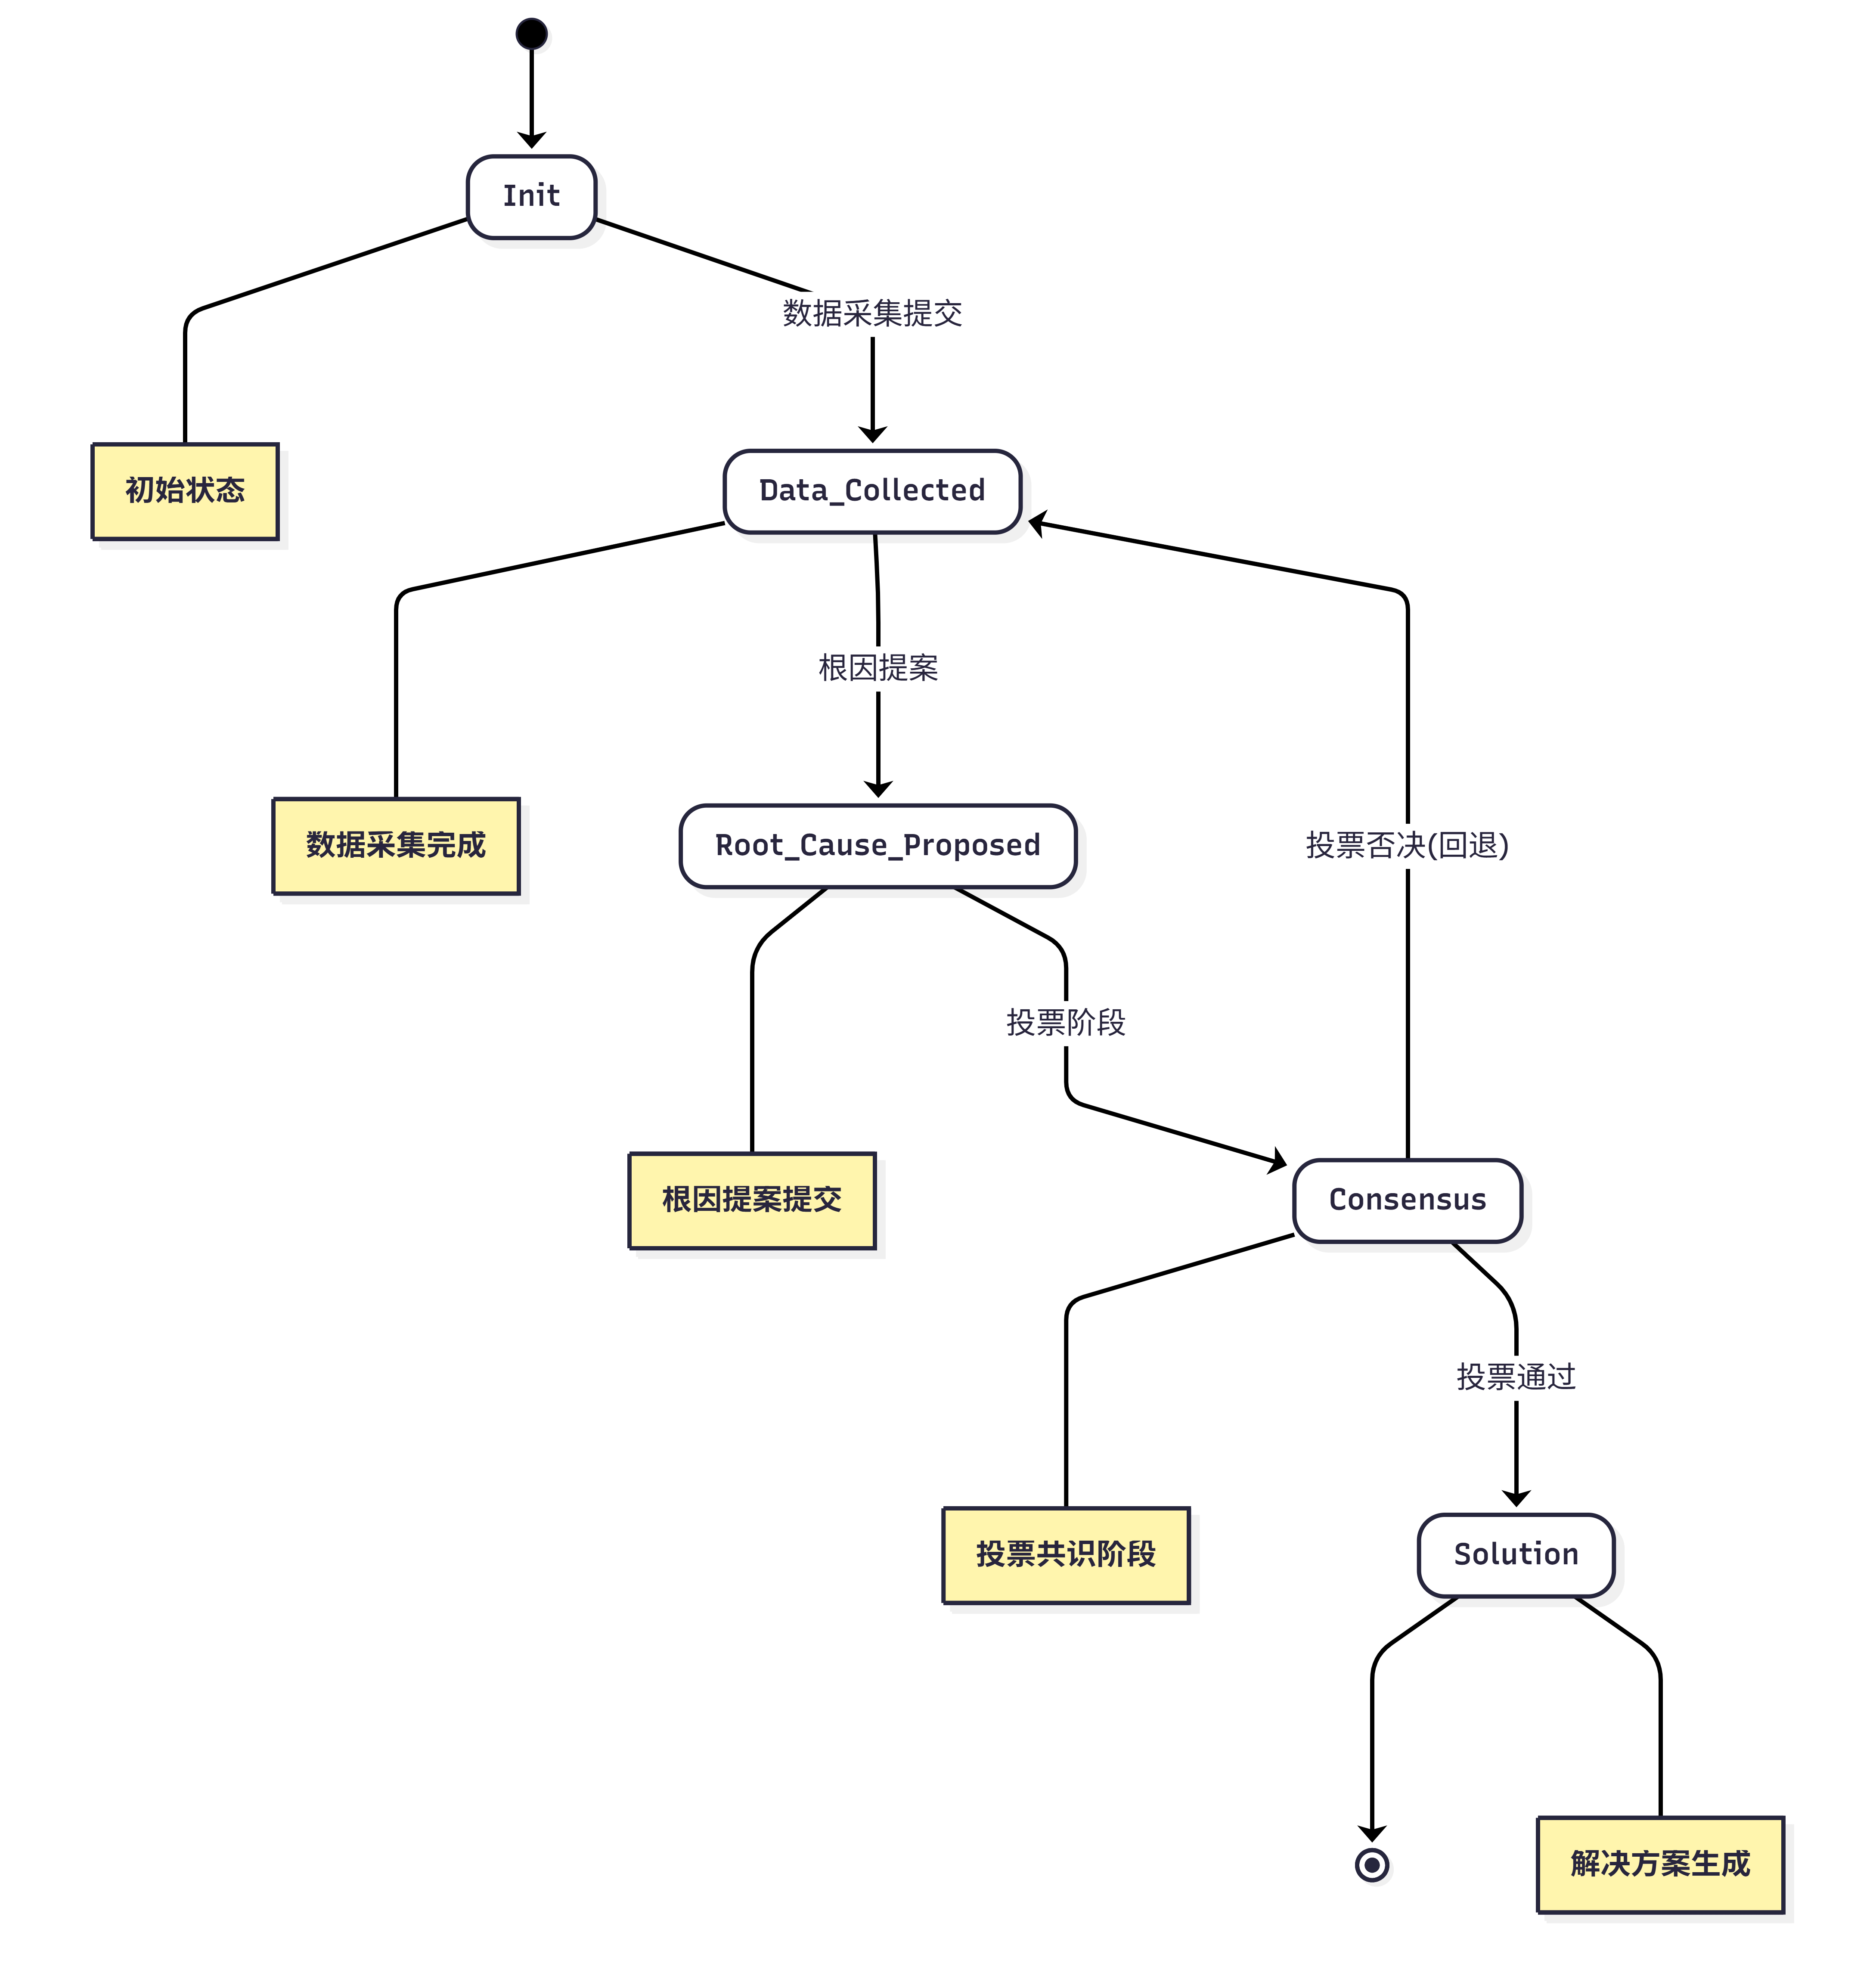 Init
数据采集提交
初始状态
Data_Collected
根因提案
数据采集完成
Root_Cause_Proposed
投票否决(回退)
投票阶段
根因提案提交
Consensus
投票通过
投票共识阶段
Solution
解决方案生成